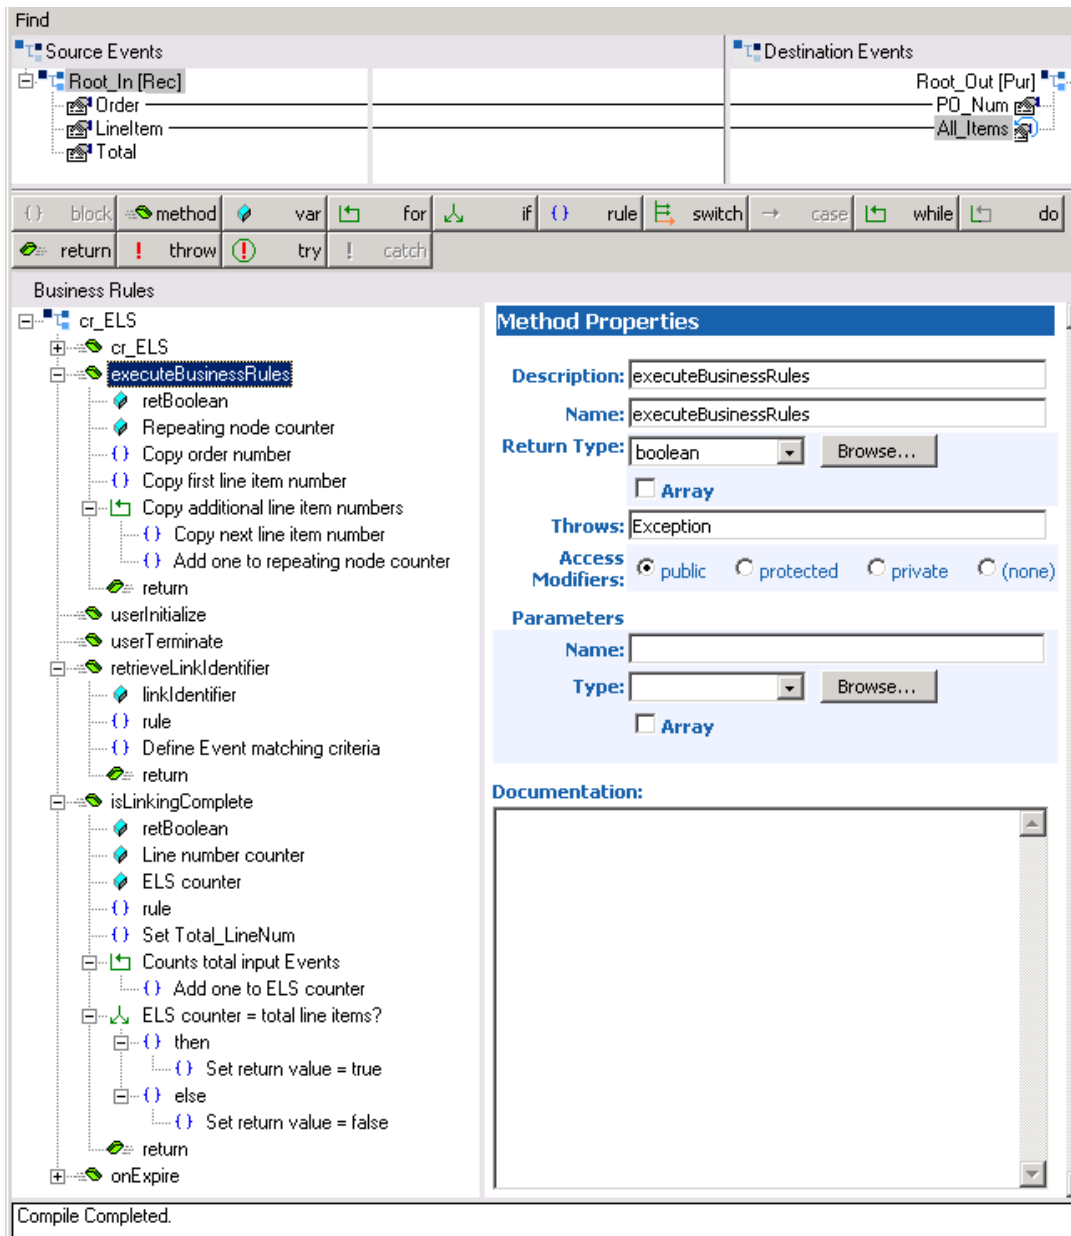 Find
Source Events
Destination Events
Root_In [Rec]
Root_Out [Pur]
Order
PO_Num
LineItem
All_Items
Total
{} block method var for if {} rule switch case while do
return throw try catch
Business Rules
cr_ELS
cr_ELS
executeBusinessRules
retBoolean
Repeating node counter
{} Copy order number
{} Copy first line item number
Copy additional line item numbers
{} Copy next line item number
{} Add one to repeating node counter
return
userInitialize
userTerminate
retrieveLinkIdentifier
linkIdentifier
{} rule
{} Define Event matching criteria
return
isLinkingComplete
retBoolean
Line number counter
ELS counter
{} rule
{} Set Total_LineNum
Counts total input Events
{} Add one to ELS counter
ELS counter = total line items?
{} then
{} Set return value = true
{} else
{} Set return value = false
return
onExpire
Method Properties
Description: executeBusinessRules
Name: executeBusinessRules
Return Type: boolean Browse...
Array
Throws: Exception
Access Modifiers: public protected private (none)
Parameters
Name:
Type: Browse...
Array
Documentation:
Compile Completed.